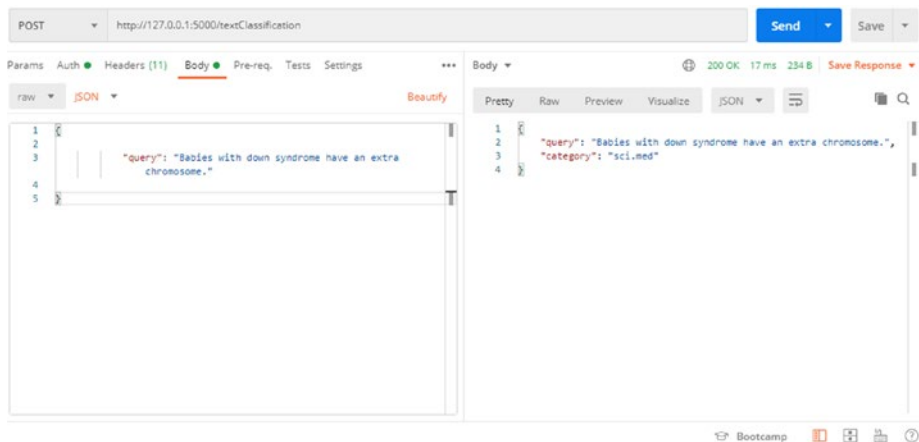 POST http://127.0.0.1:5000/textClassification Send Save
Params Auth Headers (11) Body Pre-req. Tests Settings
raw JSON Beautify
1 {
2
3 "query": "Babies with down syndrome have an extra
chromosome."
4
5 }
Body 200 OK 17 ms 234 B Save Response
Pretty Raw Preview Visualize JSON
1 {
2 "query": "Babies with down syndrome have an extra chromosome.",
3 "category": "sci.med"
4 }
Bootcamp